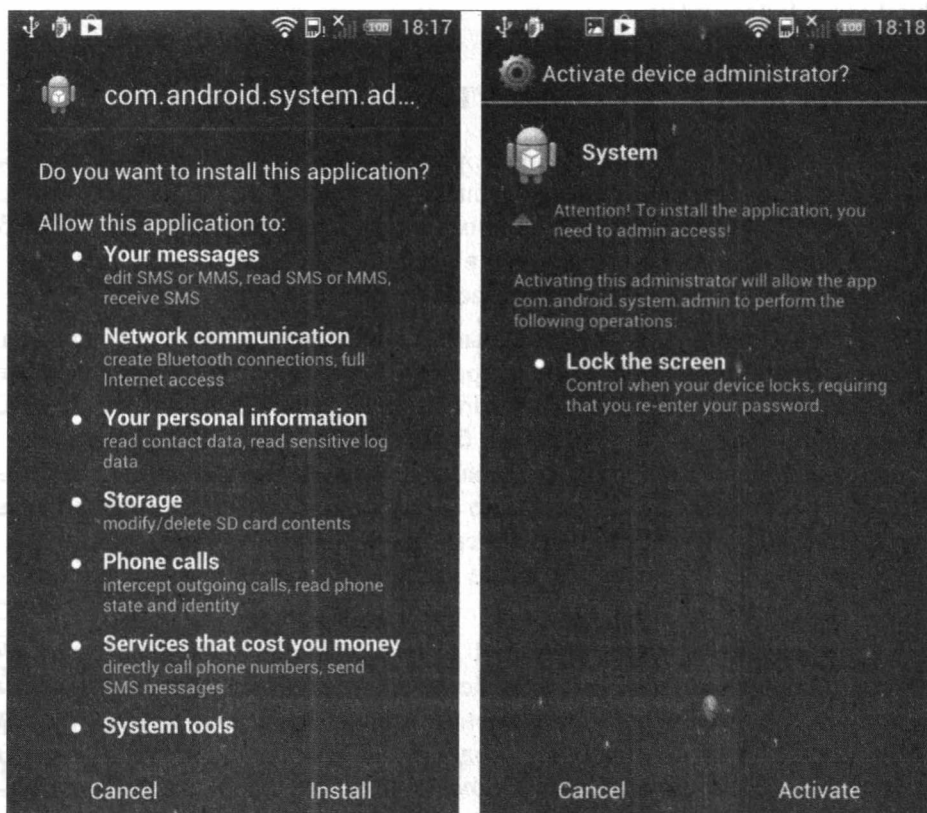 100 18:17
com.android.system.ad...
Do you want to install this application?
Allow this application to:
Your messages
edit SMS or MMS, read SMS or MMS,
receive SMS
Network communication
create Bluetooth connections, full
Internet access
Your personal information
read contact data, read sensitive log
data
Storage
modify/delete SD card contents
Phone calls
intercept outgoing calls, read phone
state and identity
Services that cost you money
directly call phone numbers, send
SMS messages
System tools
Cancel Install
100 18:18
Activate device administrator?
System
Attention! To install the application, you
need to admin access!
Activating this administrator will allow the app
com.android.system.admin to perform the
following operations:
Lock the screen
Control when your device locks, requiring
that you re-enter your password.
Cancel Activate